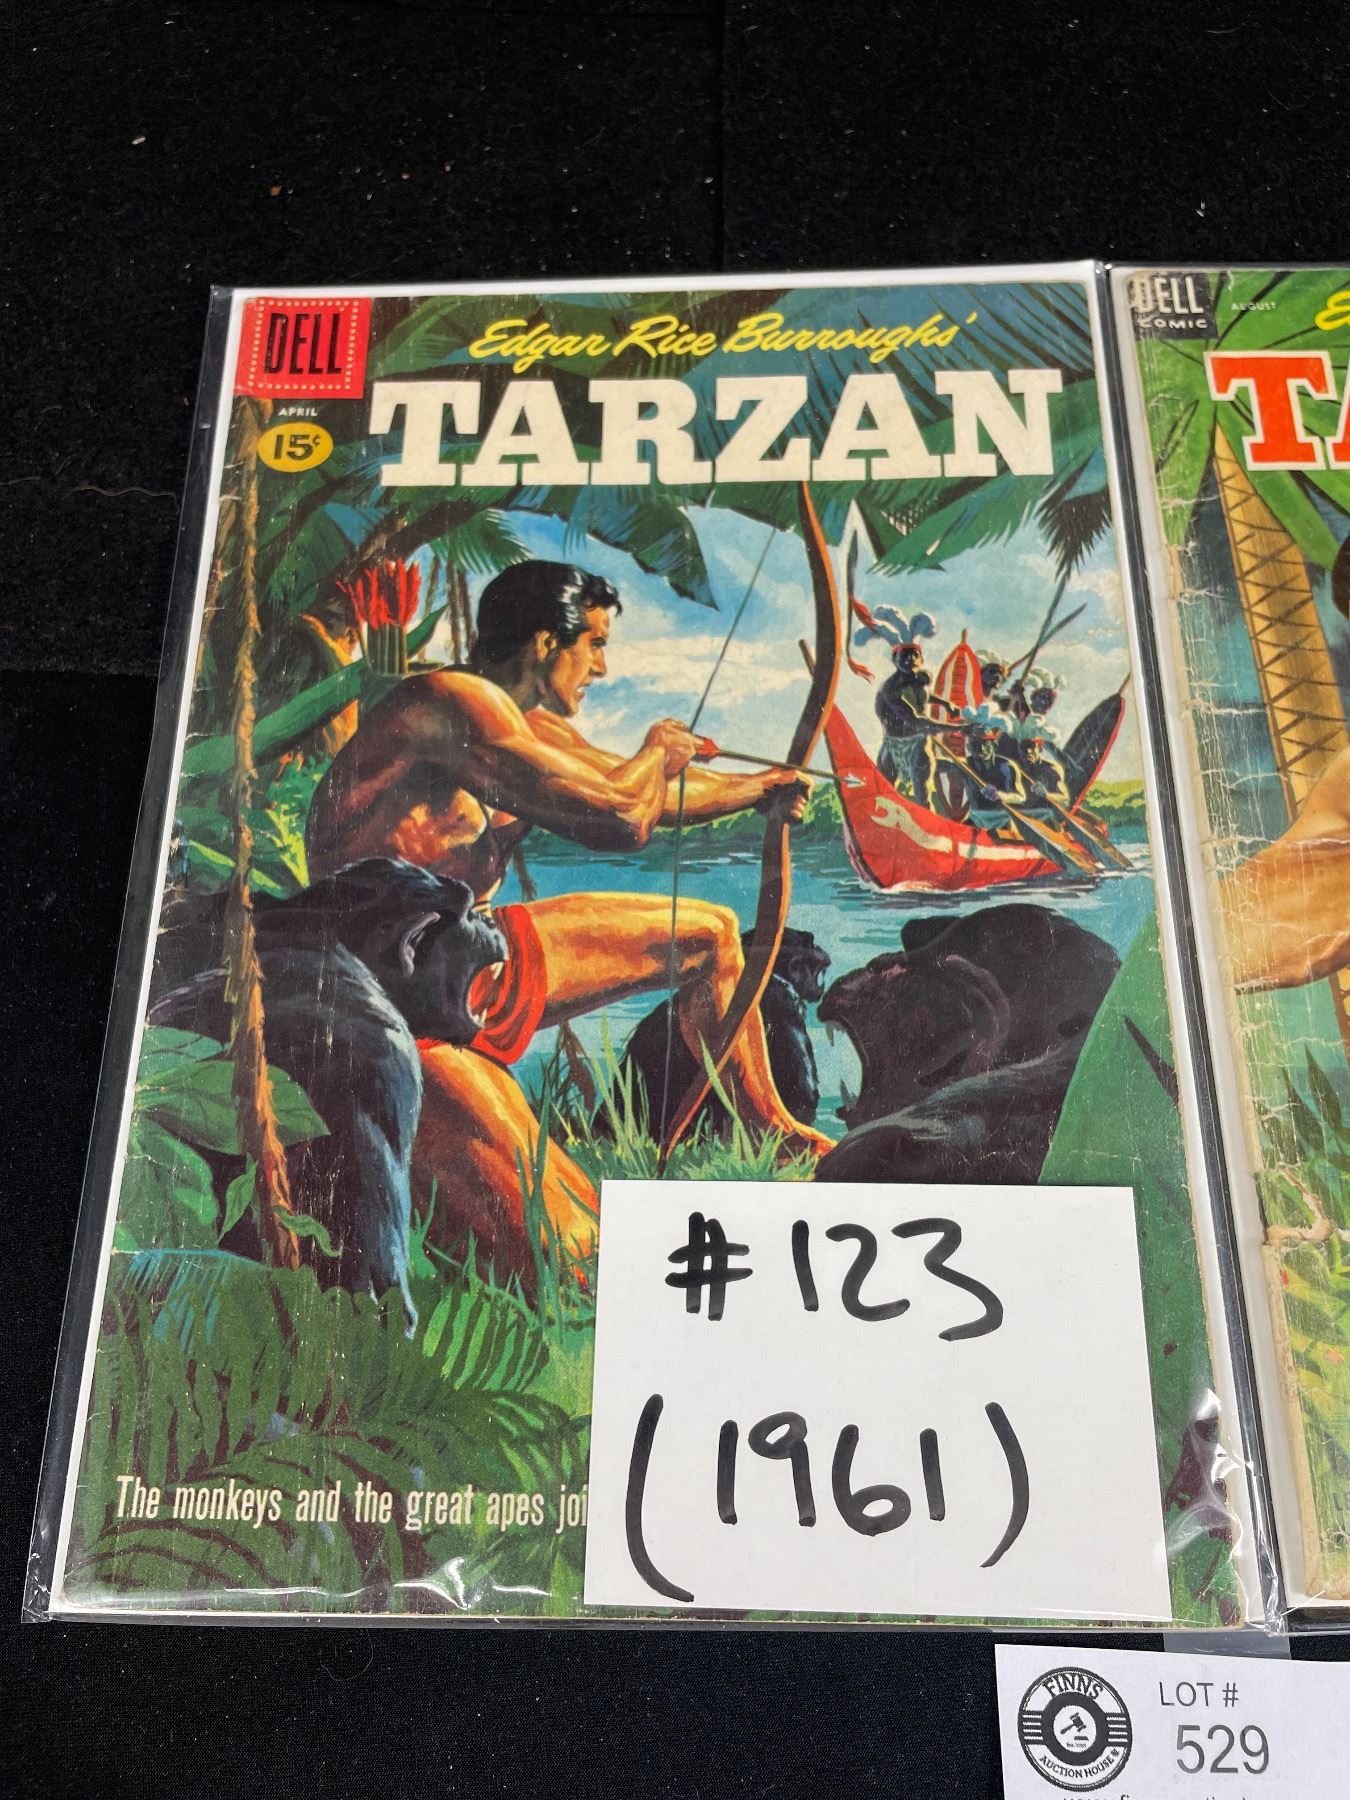 DELL
APRIL
15¢
Edgar Rice Burroughs'
TARZAN
The monkeys and the great apes joi
#123
(1961)
DELL
COMIC
AUGUST
FINNS
AUCTION HOUSE
LOT #
529